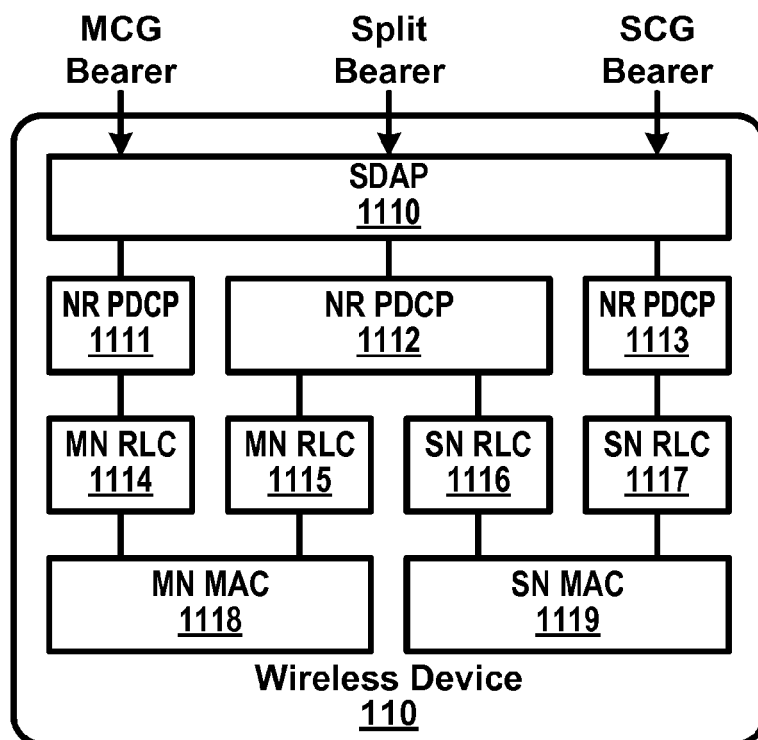 MCG Bearer
Split Bearer
SCG Bearer
SDAP
1110
NR PDCP
1111
NR PDCP
1112
NR PDCP
1113
MN RLC
1114
MN RLC
1115
SN RLC
1116
SN RLC
1117
MN MAC
1118
SN MAC
1119
Wireless Device
110